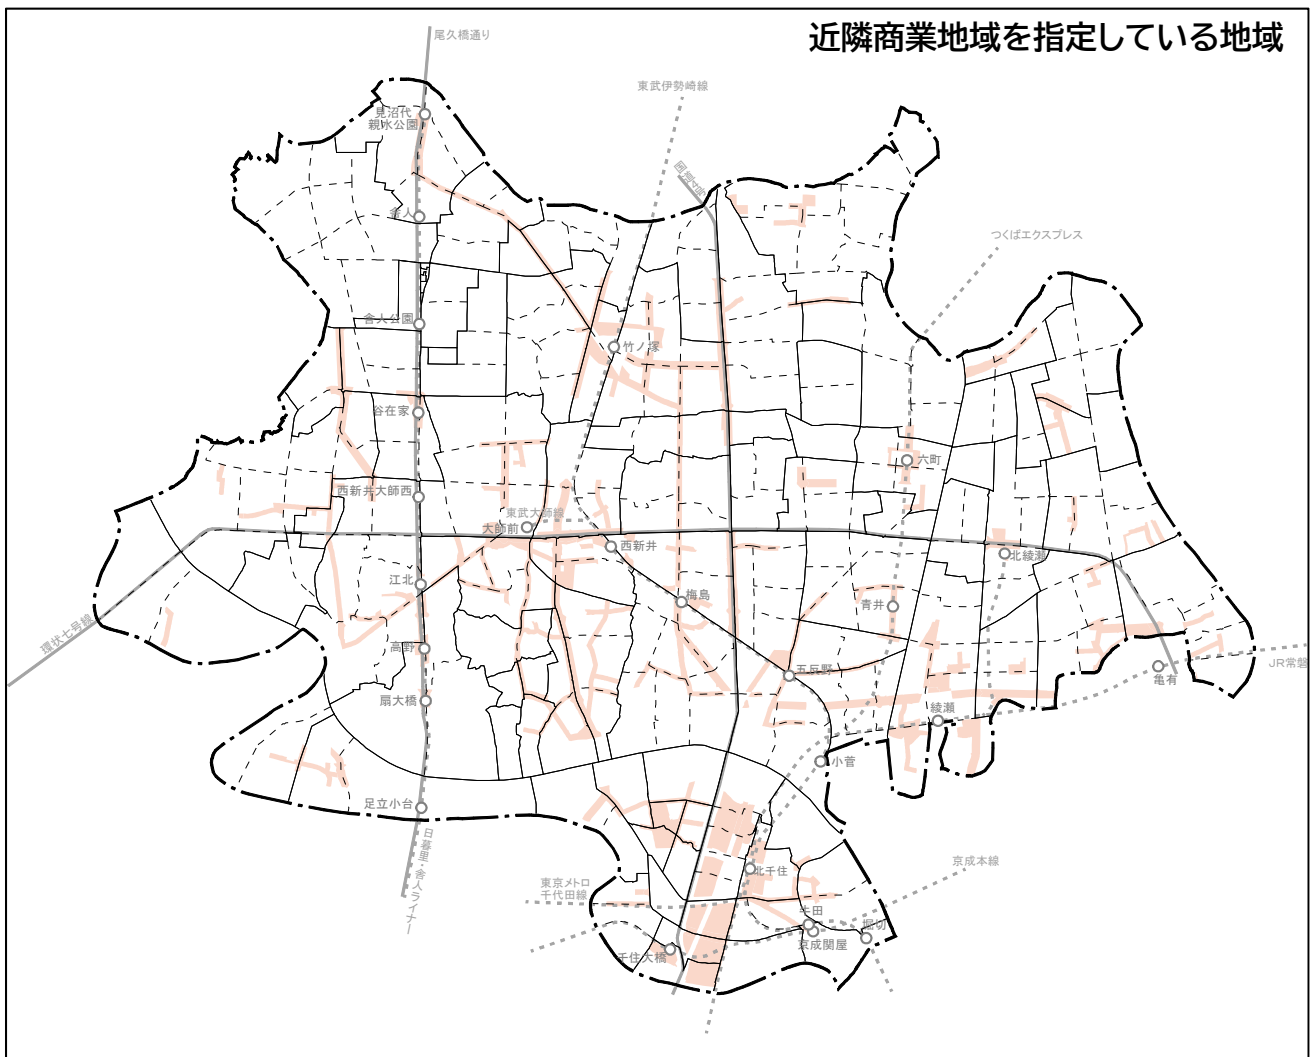 近隣商業地域を指定している地域
尾久橋通り
東武伊勢崎線
見沼代
親水公園
国道4号
舎人
つくばエクスプレス
舎人公園
竹ノ塚
谷在家
六町
西新井大師西
東武大師線
大師前
西新井
北綾瀬
江北
梅島
青井
環状七号線
高野
五反野
JR常磐
亀有
扇大橋
綾瀬
小菅
足立小台
日暮里・舎人ライナー
京成本線
北千住
東京メトロ
千代田線
牛田
堀切
京成関屋
千住大橋